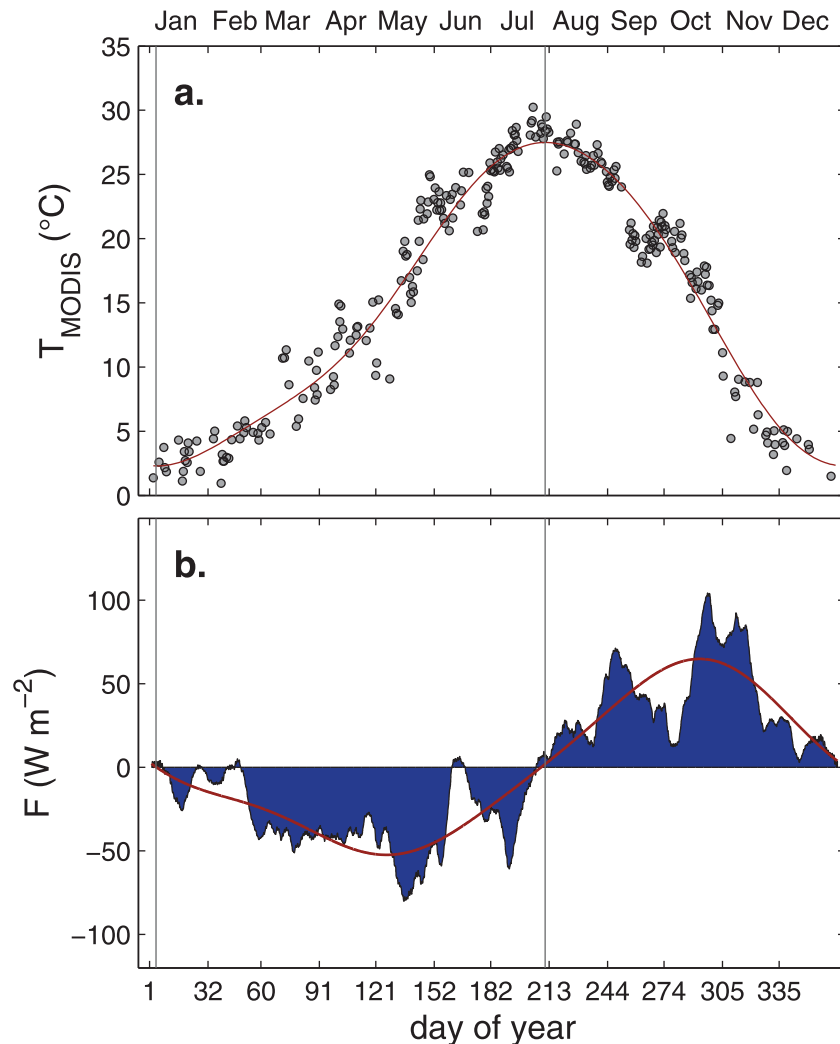 Jan Feb Mar Apr May Jun Jul Aug Sep Oct Nov Dec
35
a.
30
25
20
15
10
5
0
T_MODIS (°C)
b.
100
50
0
−50
−100
F (W m⁻²)
1 32 60 91 121 152 182 213 244 274 305 335
day of year